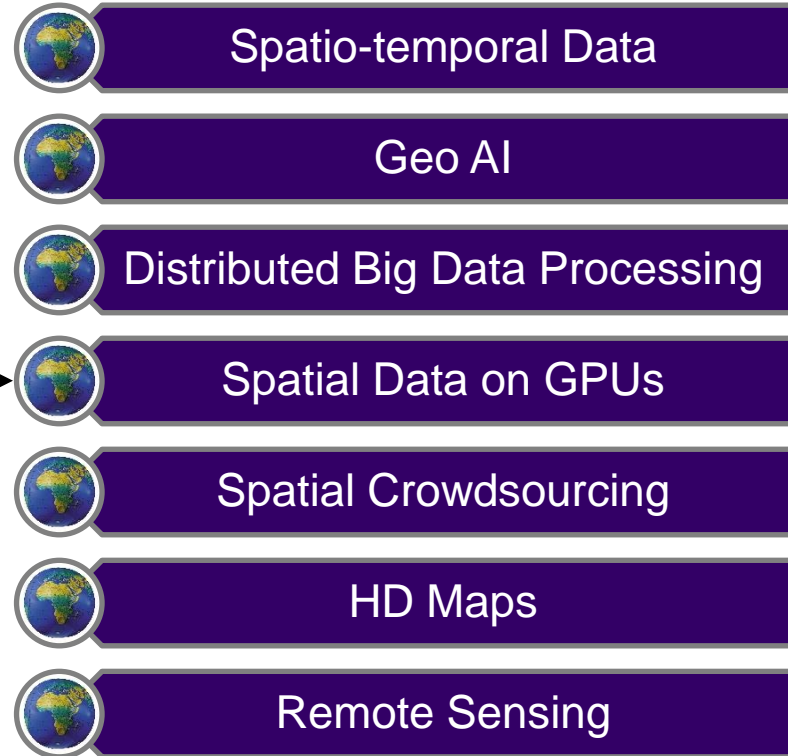 Spatio-temporal Data
Geo AI
Distributed Big Data Processing
Spatial Data on GPUs
Spatial Crowdsourcing
HD Maps
Remote Sensing